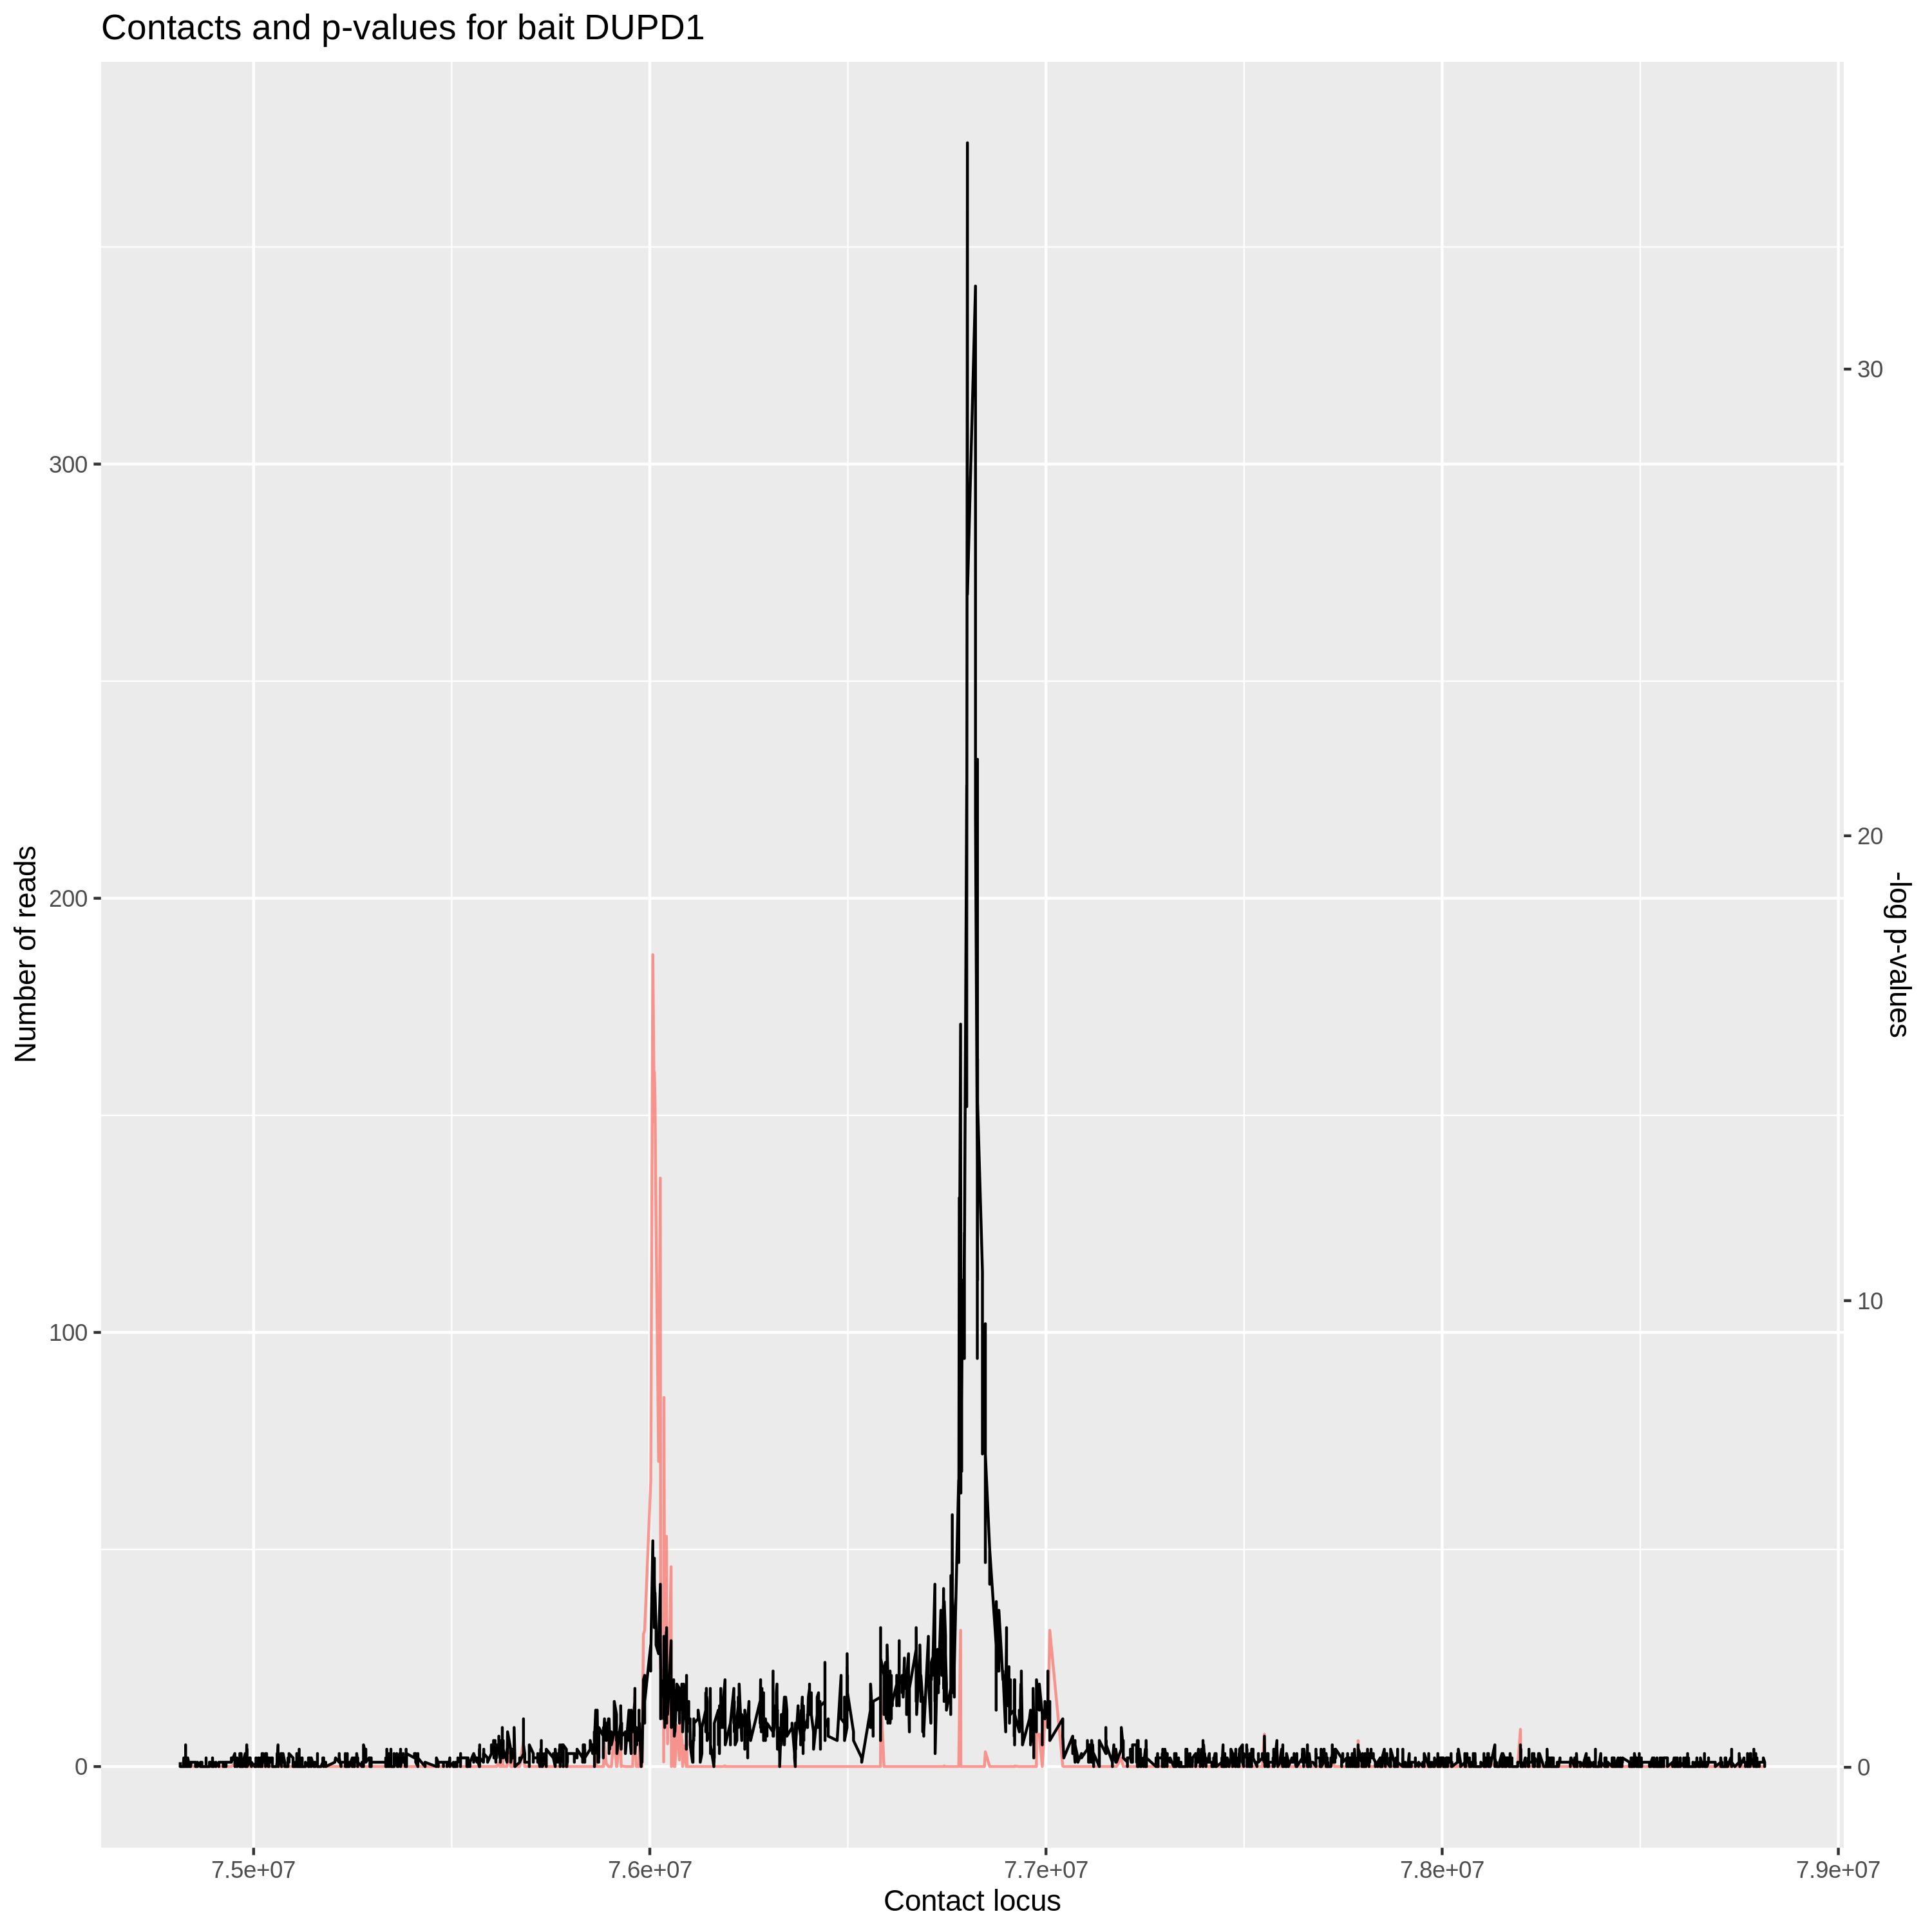 Contacts and p-values for bait DUPD1
Number of reads
300
200
100
0
30
20
10
0
-log p-values
7.5e+07
7.6e+07
7.7e+07
7.8e+07
7.9e+07
Contact locus